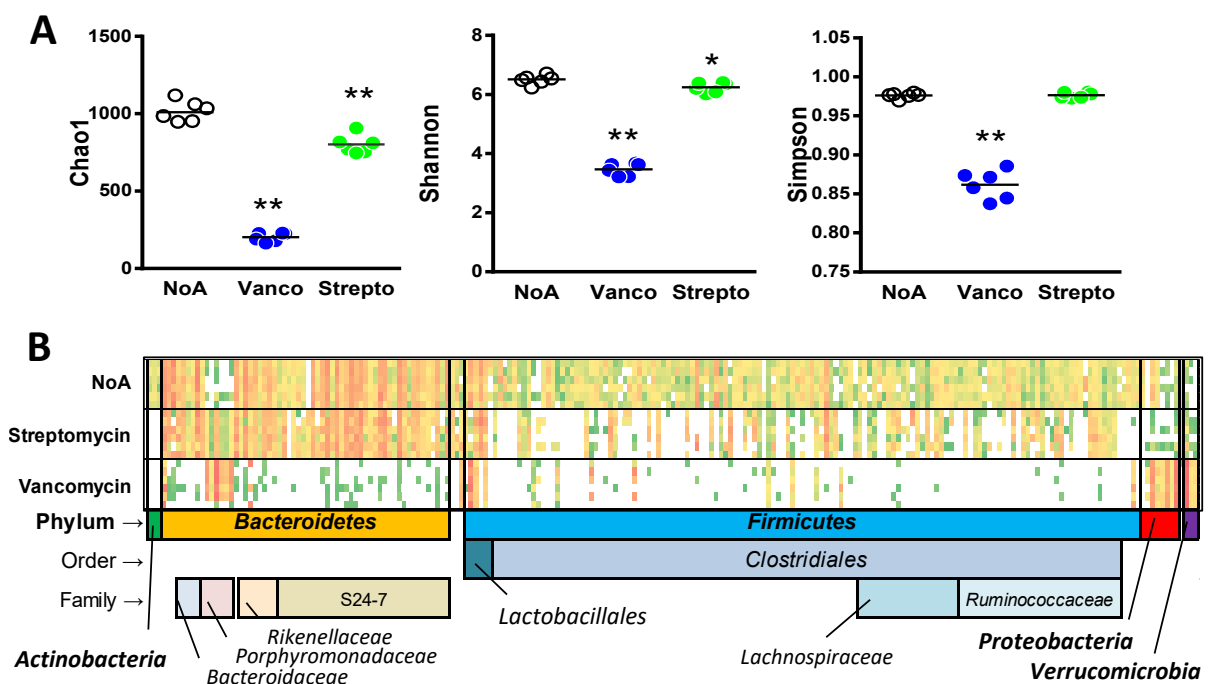 A
Chao1
1500
1000
500
0
**
**
NoA Vanco Strepto
Shannon
8
6
4
2
0
**
*
NoA Vanco Strepto
Simpson
1.05
1.00
0.95
0.90
0.85
0.80
0.75
**
NoA Vanco Strepto
B
NoA
Streptomycin
Vancomycin
Phylum → Bacteroidetes Firmicutes
Order → Clostridiales
Family → S24-7 Ruminococcaceae
Lactobacillales
Rikenellaceae
Porphyromonadaceae
Bacteroidaceae
Actinobacteria
Lachnospiraceae
Proteobacteria
Verrucomicrobia